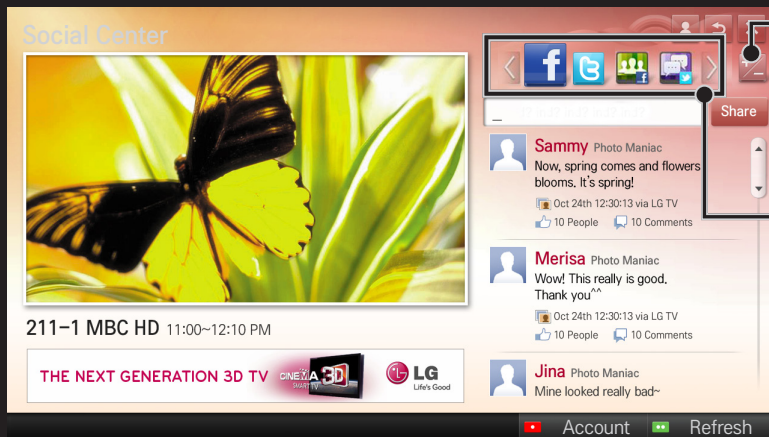 Social Center
f
t
f
Share
_
Sammy Photo Maniac
Now, spring comes and flowers
blooms. It's spring!
Oct 24th 12:30:13 via LG TV
10 People 10 Comments
Merisa Photo Maniac
Wow! This really is good.
Thank you^^
Oct 24th 12:30:13 via LG TV
10 People 10 Comments
Jina Photo Maniac
Mine looked really bad~
211-1 MBC HD 11:00~12:10 PM
THE NEXT GENERATION 3D TV CINEMA 3D SMART TV LG Life's Good
Account Refresh